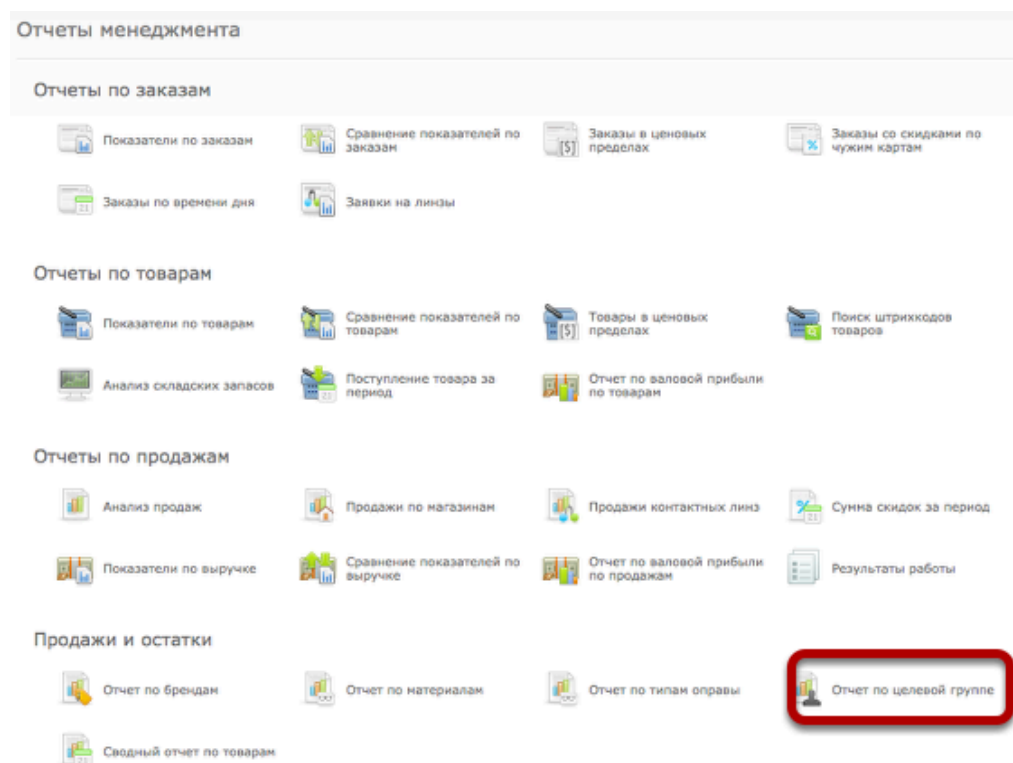 Отчеты менеджмента
Отчеты по заказам
Показатели по заказам
Сравнение показателей по
заказам
Заказы в ценовых
пределах
Заказы со скидками по
чужим картам
Заказы по времени дня
Заявки на линзы
Отчеты по товарам
Показатели по товарам
Сравнение показателей по
товарам
Товары в ценовых
пределах
Поиск штрихкодов
товаров
Анализ складских запасов
Поступление товара за
период
Отчет по валовой прибыли
по товарам
Отчеты по продажам
Анализ продаж
Продажи по магазинам
Продажи контактных линз
Сумма скидок за период
Показатели по выручке
Сравнение показателей по
выручке
Отчет по валовой прибыли
по продажам
Результаты работы
Продажи и остатки
Отчет по брендам
Отчет по материалам
Отчет по типам оправы
Отчет по целевой группе
Сводный отчет по товарам